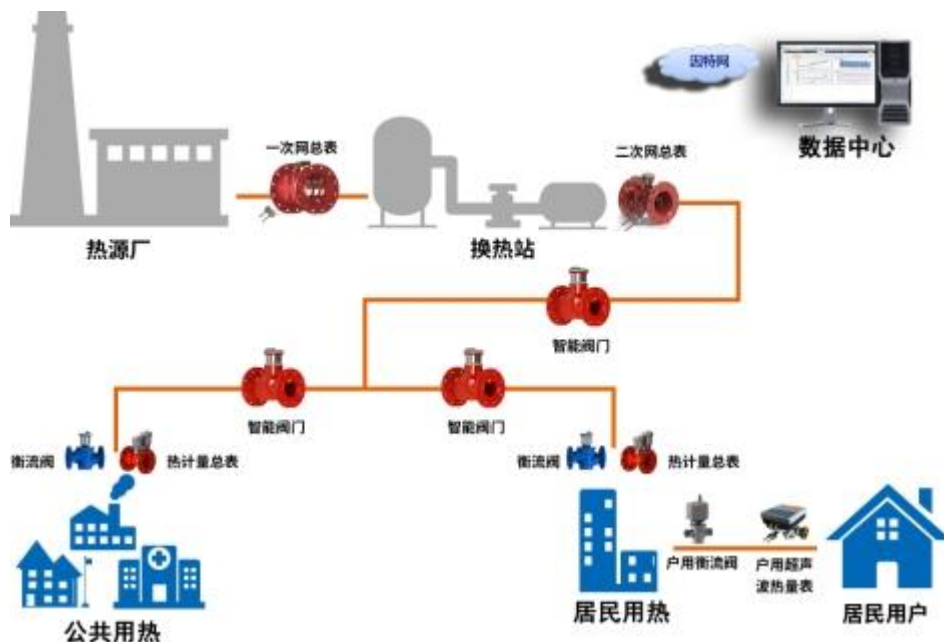 因特网
数据中心
一次网总表
二次网总表
热源厂
换热站
智能阀门
智能阀门
智能阀门
衡流阀
热计量总表
衡流阀
热计量总表
户用衡流阀
户用超声
波热量表
公共用热
居民用热
居民用户